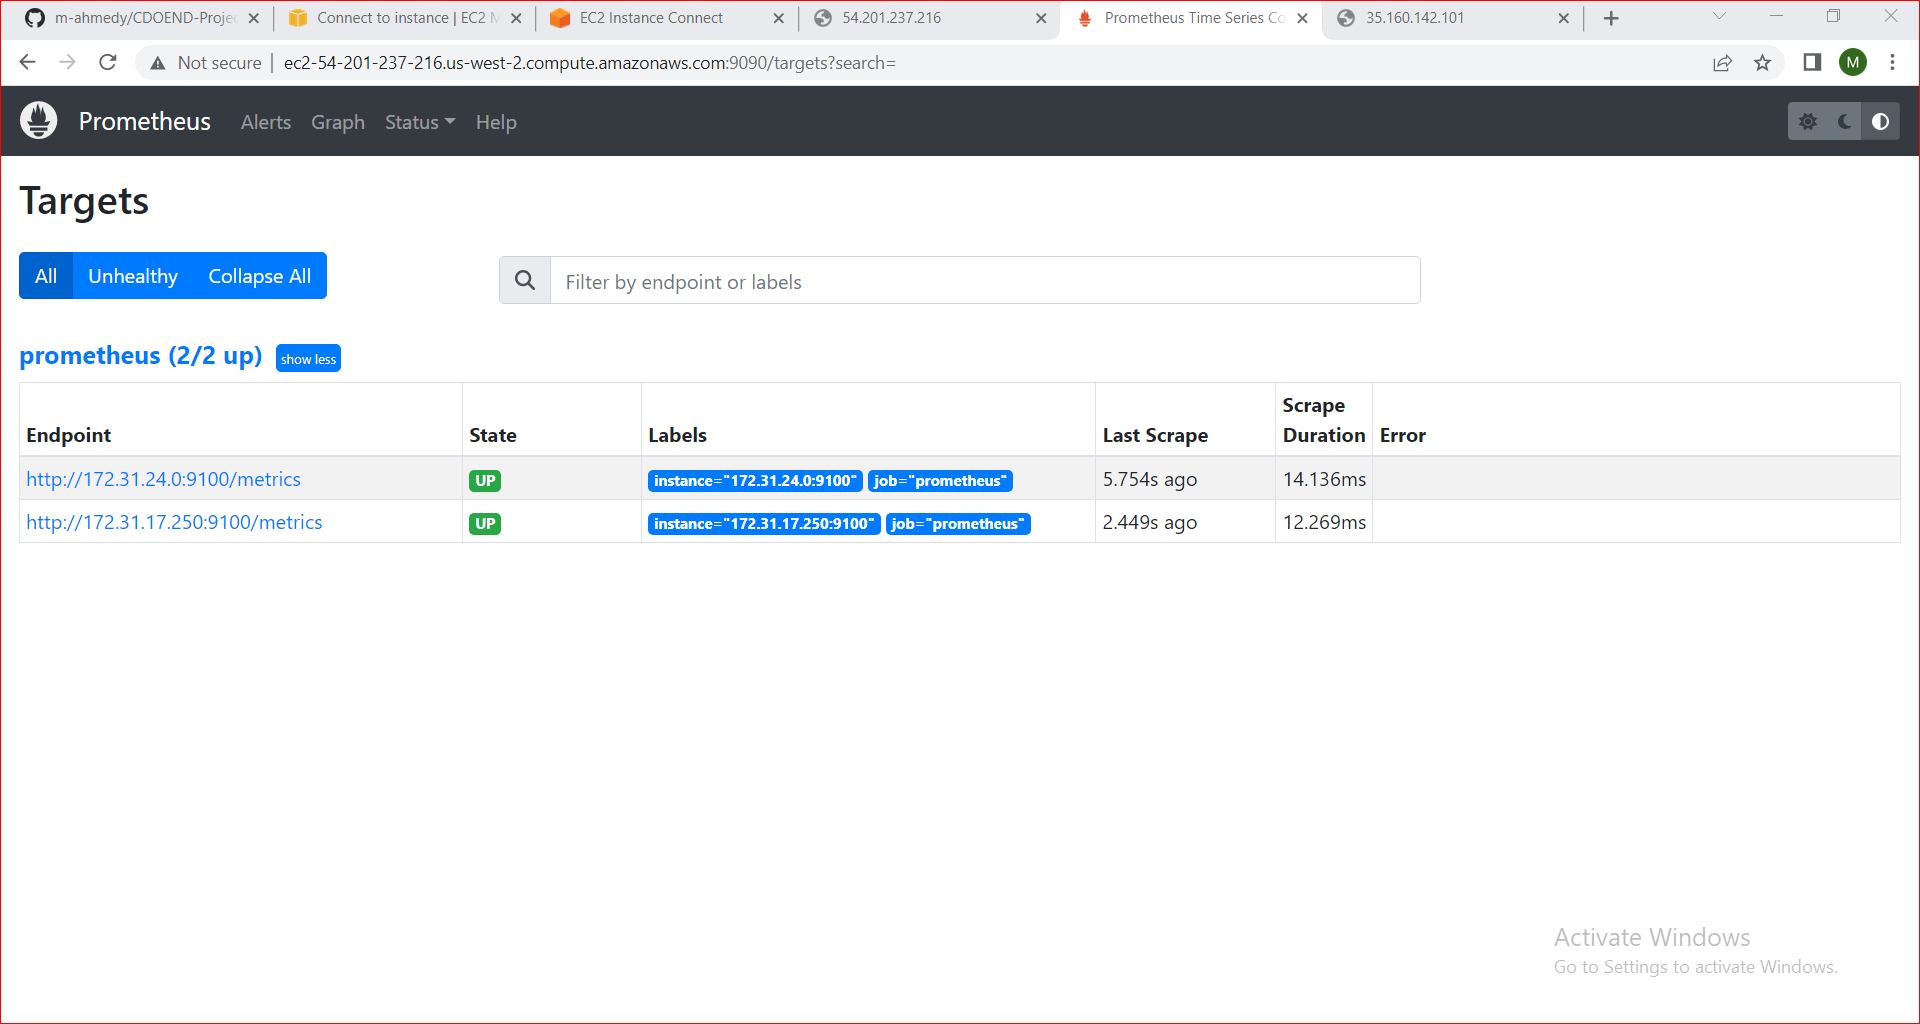 m-ahmedy/CDOEND-Projec
Connect to instance | EC2 M
EC2 Instance Connect
54.201.237.216
Prometheus Time Series Co
35.160.142.101
Not secure
ec2-54-201-237-216.us-west-2.compute.amazonaws.com:9090/targets?search=
M
Prometheus Alerts Graph Status Help
Targets
All Unhealthy Collapse All
Filter by endpoint or labels
prometheus (2/2 up) show less
Endpoint State Labels Last Scrape Scrape Duration Error
http://172.31.24.0:9100/metrics UP instance="172.31.24.0:9100" job="prometheus" 5.754s ago 14.136ms
http://172.31.17.250:9100/metrics UP instance="172.31.17.250:9100" job="prometheus" 2.449s ago 12.269ms
Activate Windows
Go to Settings to activate Windows.